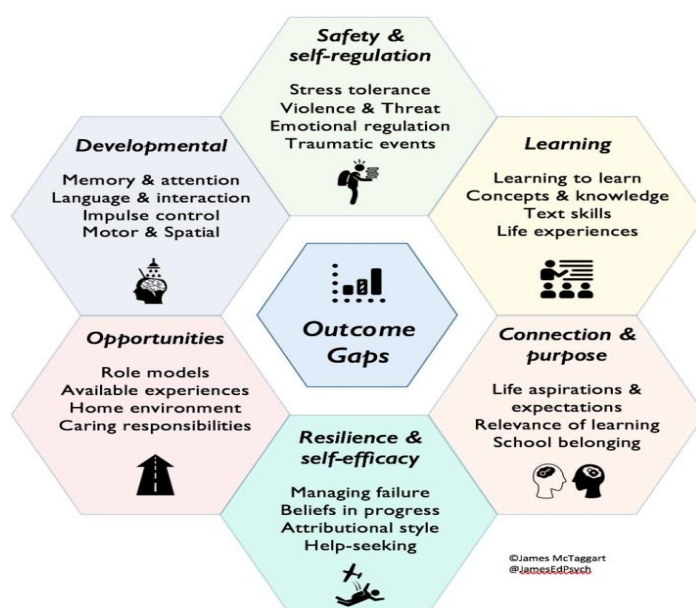 Safety &
self-regulation
Stress tolerance
Violence & Threat
Emotional regulation
Traumatic events
Developmental
Memory & attention
Language & interaction
Impulse control
Motor & Spatial
Learning
Learning to learn
Concepts & knowledge
Text skills
Life experiences
Outcome
Gaps
Opportunities
Role models
Available experiences
Home environment
Caring responsibilities
Connection &
purpose
Life aspirations &
expectations
Relevance of learning
School belonging
Resilience &
self-efficacy
Managing failure
Beliefs in progress
Attributional style
Help-seeking
©James McTaggart
@JamesEdPsych